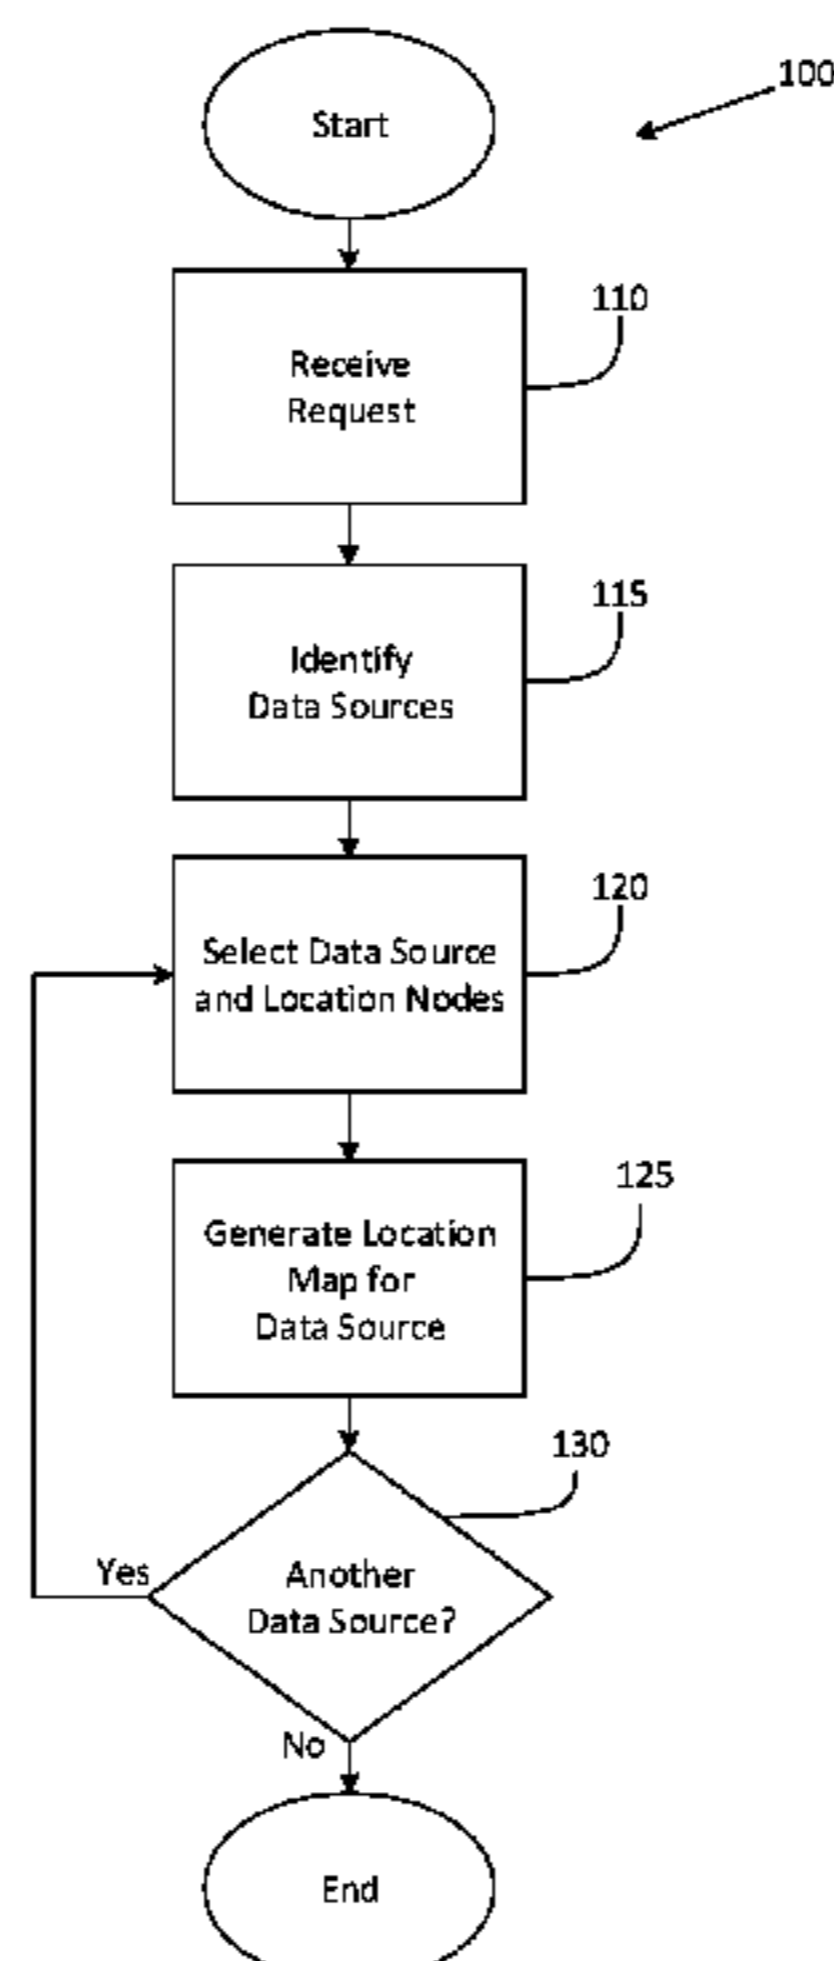 100
Start
110
Receive
Request
115
Identify
Data Sources
120
Select Data Source
and Location Nodes
125
Generate Location
Map for
Data Source
130
Another
Data Source?
Yes
No
End